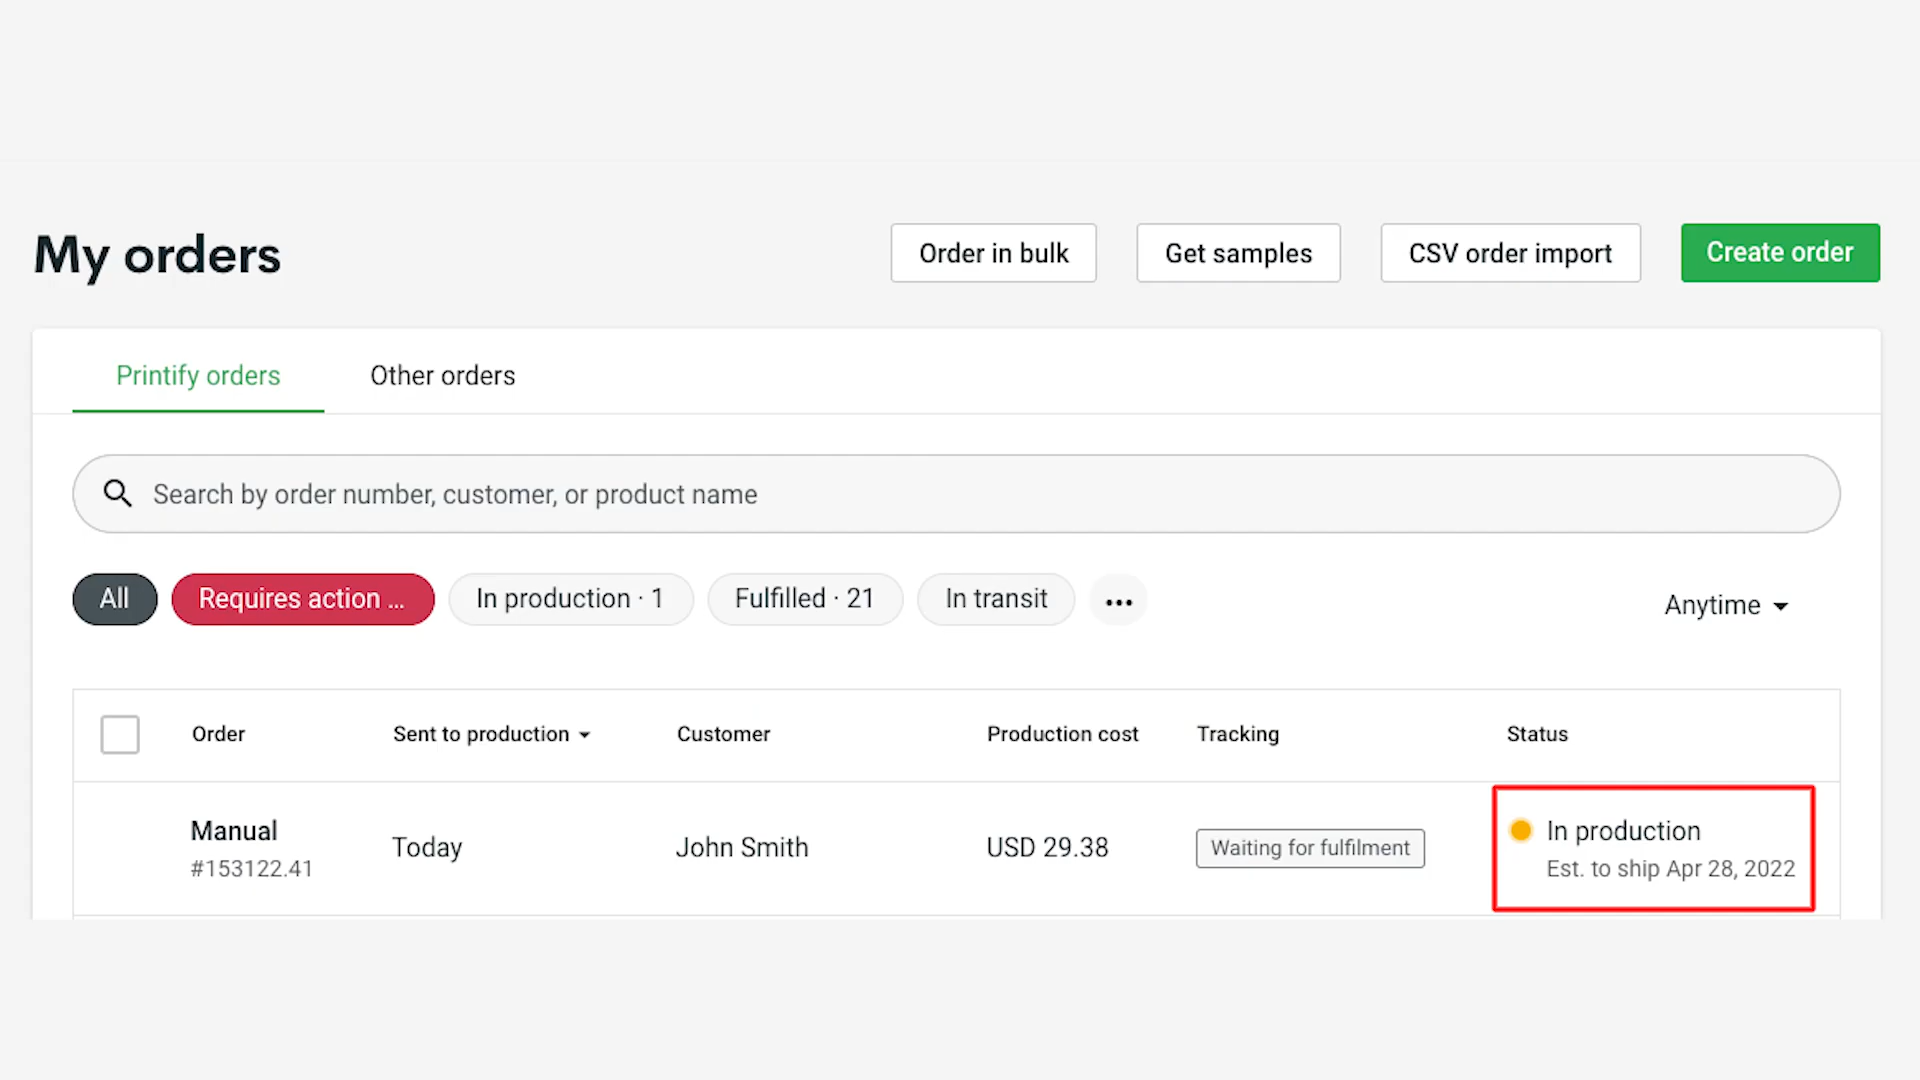 My orders
Order in bulk
Get samples
CSV order import
Create order
Printify orders
Other orders
Search by order number, customer, or product name
All
Requires action ...
In production · 1
Fulfilled · 21
In transit
...
Anytime
Order
Sent to production
Customer
Production cost
Tracking
Status
Manual
#153122.41
Today
John Smith
USD 29.38
Waiting for fulfilment
In production
Est. to ship Apr 28, 2022